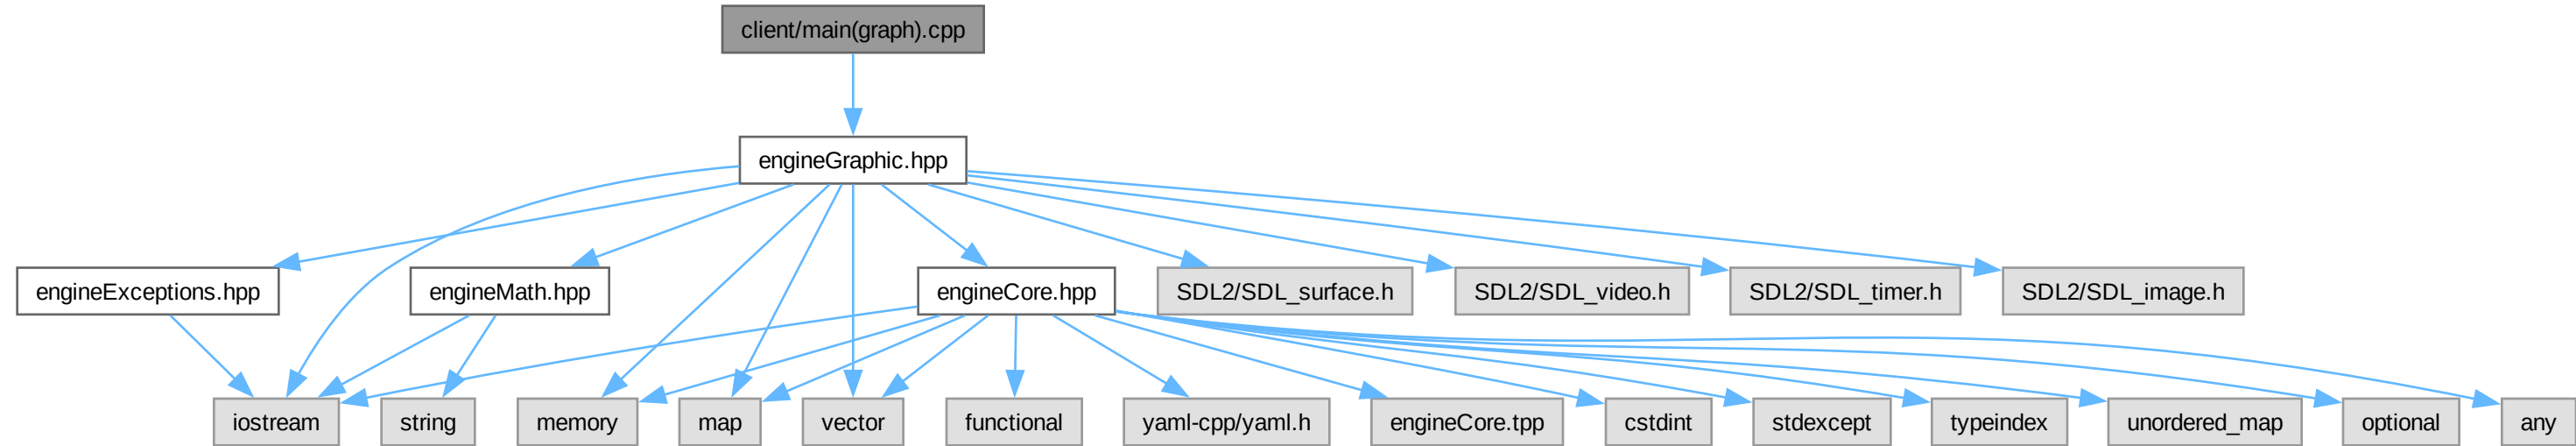 client/main(graph).cpp
engineGraphic.hpp
engineExceptions.hpp
engineMath.hpp
engineCore.hpp
SDL2/SDL_surface.h
SDL2/SDL_video.h
SDL2/SDL_timer.h
SDL2/SDL_image.h
iostream
string
memory
map
vector
functional
yaml-cpp/yaml.h
engineCore.tpp
cstdint
stdexcept
typeindex
unordered_map
optional
any